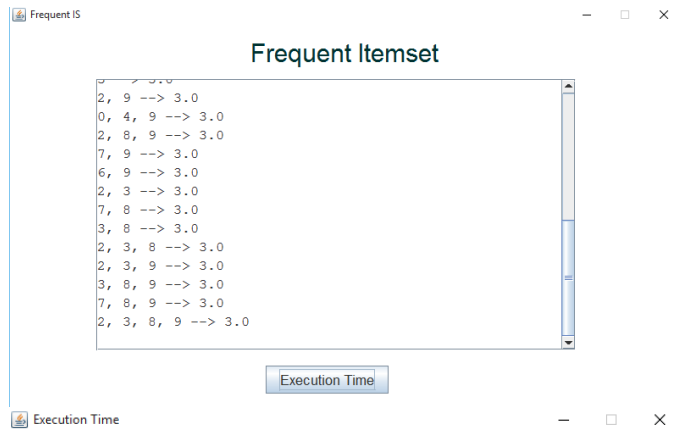 Frequent IS
Frequent Itemset
2, 9 --> 3.0
0, 4, 9 --> 3.0
2, 8, 9 --> 3.0
7, 9 --> 3.0
6, 9 --> 3.0
2, 3 --> 3.0
7, 8 --> 3.0
3, 8 --> 3.0
2, 3, 8 --> 3.0
2, 3, 9 --> 3.0
3, 8, 9 --> 3.0
7, 8, 9 --> 3.0
2, 3, 8, 9 --> 3.0
Execution Time
Execution Time